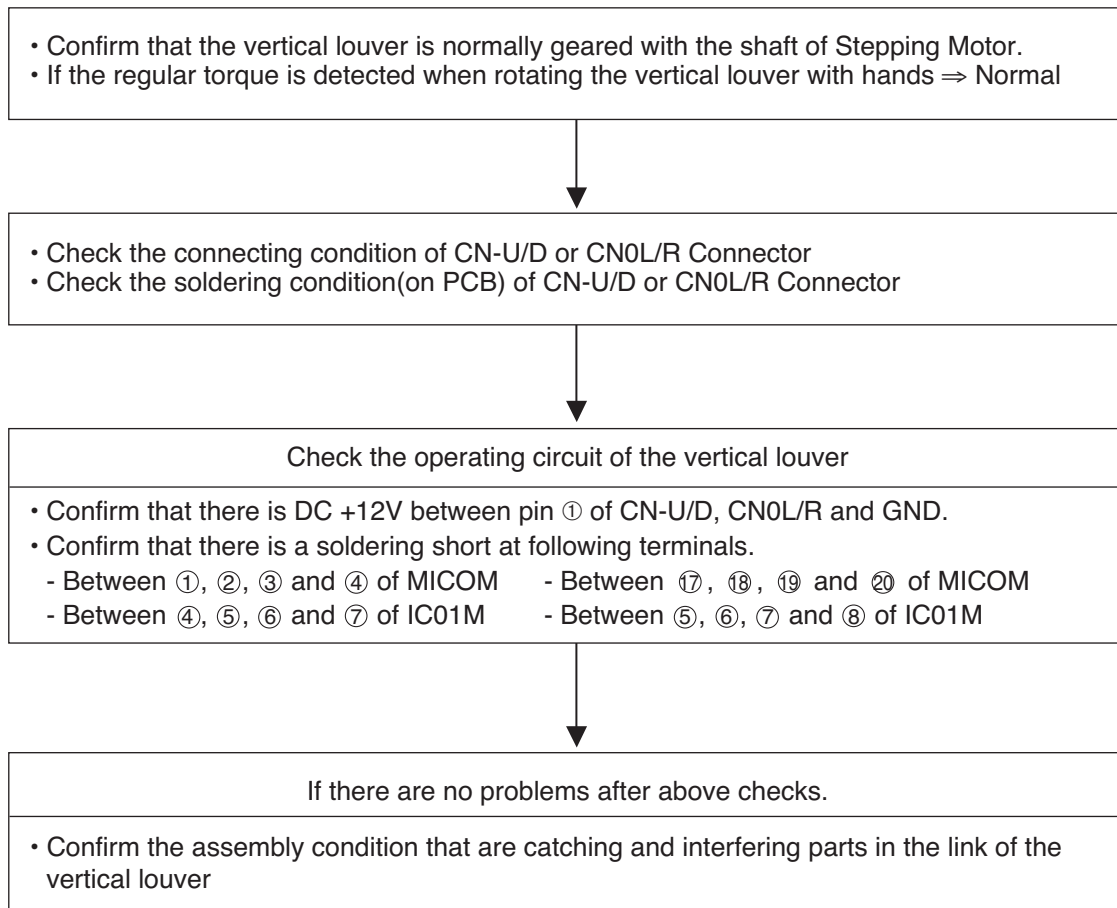 • Confirm that the vertical louver is normally geared with the shaft of Stepping Motor.
• If the regular torque is detected when rotating the vertical louver with hands ⇒ Normal
• Check the connecting condition of CN-U/D or CN0L/R Connector
• Check the soldering condition(on PCB) of CN-U/D or CN0L/R Connector
Check the operating circuit of the vertical louver
• Confirm that there is DC +12V between pin ① of CN-U/D, CN0L/R and GND.
• Confirm that there is a soldering short at following terminals.
- Between ①, ②, ③ and ④ of MICOM - Between ⑰, ⑱, ⑲ and ⑳ of MICOM
- Between ④, ⑤, ⑥ and ⑦ of IC01M - Between ⑤, ⑥, ⑦ and ⑧ of IC01M
If there are no problems after above checks.
• Confirm the assembly condition that are catching and interfering parts in the link of the
vertical louver